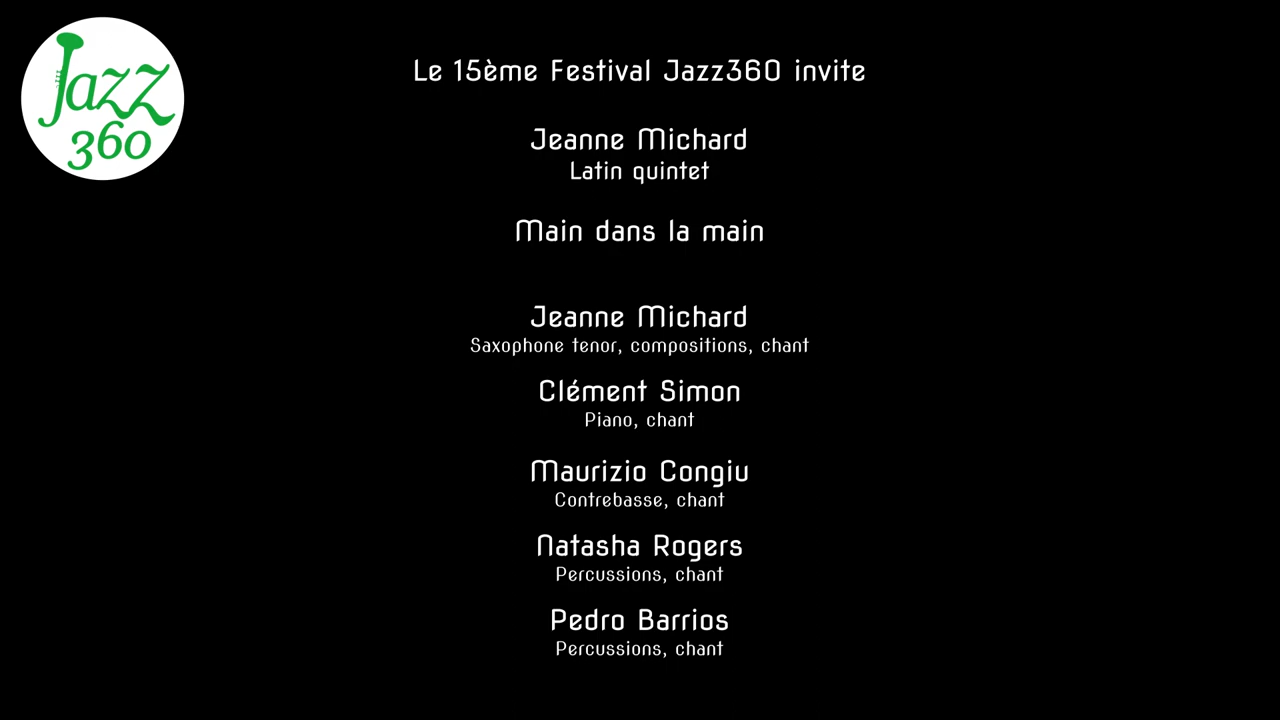 Jazz
360
Le 15ème Festival Jazz360 invite
Jeanne Michard
Latin quintet
Main dans la main
Jeanne Michard
Saxophone tenor, compositions, chant
Clément Simon
Piano, chant
Maurizio Congiu
Contrebasse, chant
Natasha Rogers
Percussions, chant
Pedro Barrios
Percussions, chant